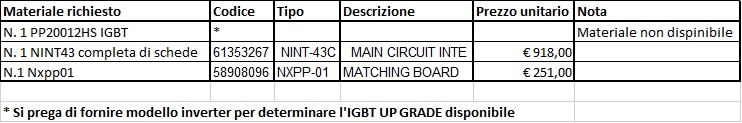 Materiale richiesto Codice Tipo Descrizione Prezzo unitario Nota
N. 1 PP20012HS IGBT * Materiale non dispinibile
N. 1 NINT43 completa di schede 61353267 NINT-43C MAIN CIRCUIT INTE € 918,00
N.1 Nxpp01 58908096 NXPP-01 MATCHING BOARD € 251,00
* Si prega di fornire modello inverter per determinare l'IGBT UP GRADE disponibile